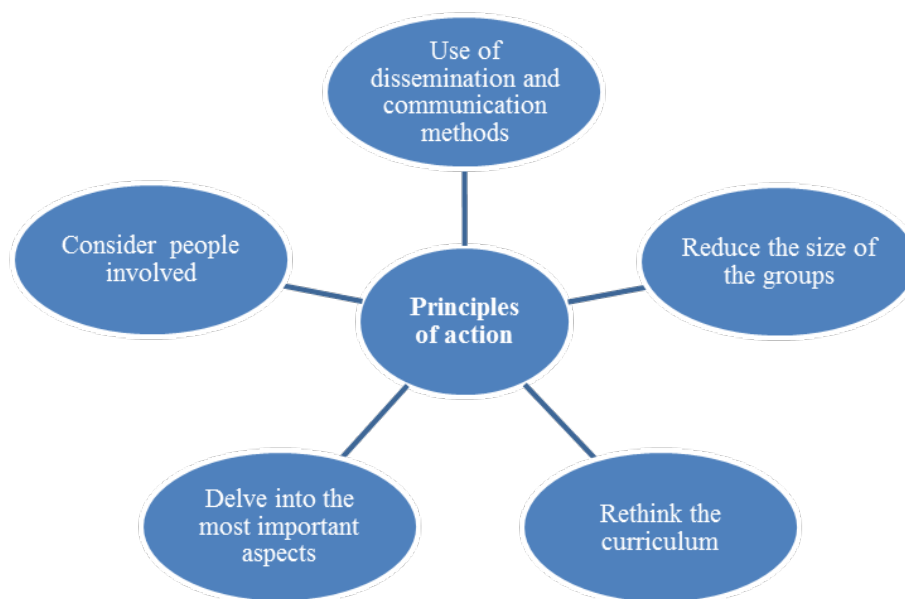 Use of
dissemination and
communication
methods
Consider people
involved
Reduce the size of
the groups
Principles
of action
Delve into the
most important
aspects
Rethink the
curriculum